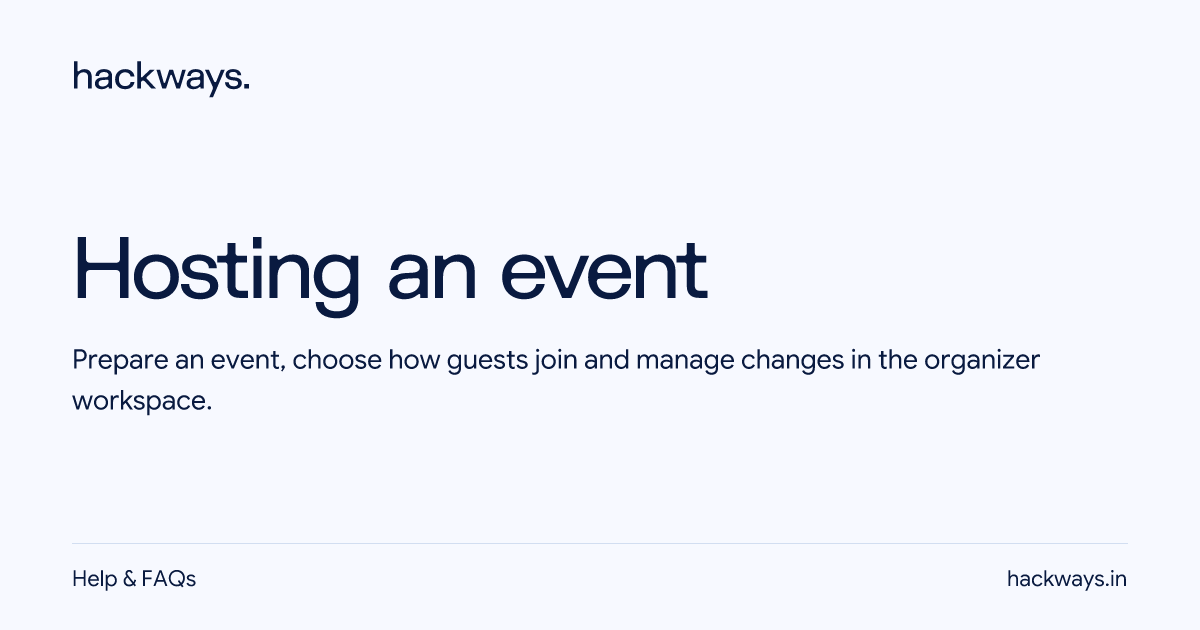 hackways.
Hosting an event
Prepare an event, choose how guests join and manage changes in the organizer
workspace.
Help & FAQs
hackways.in